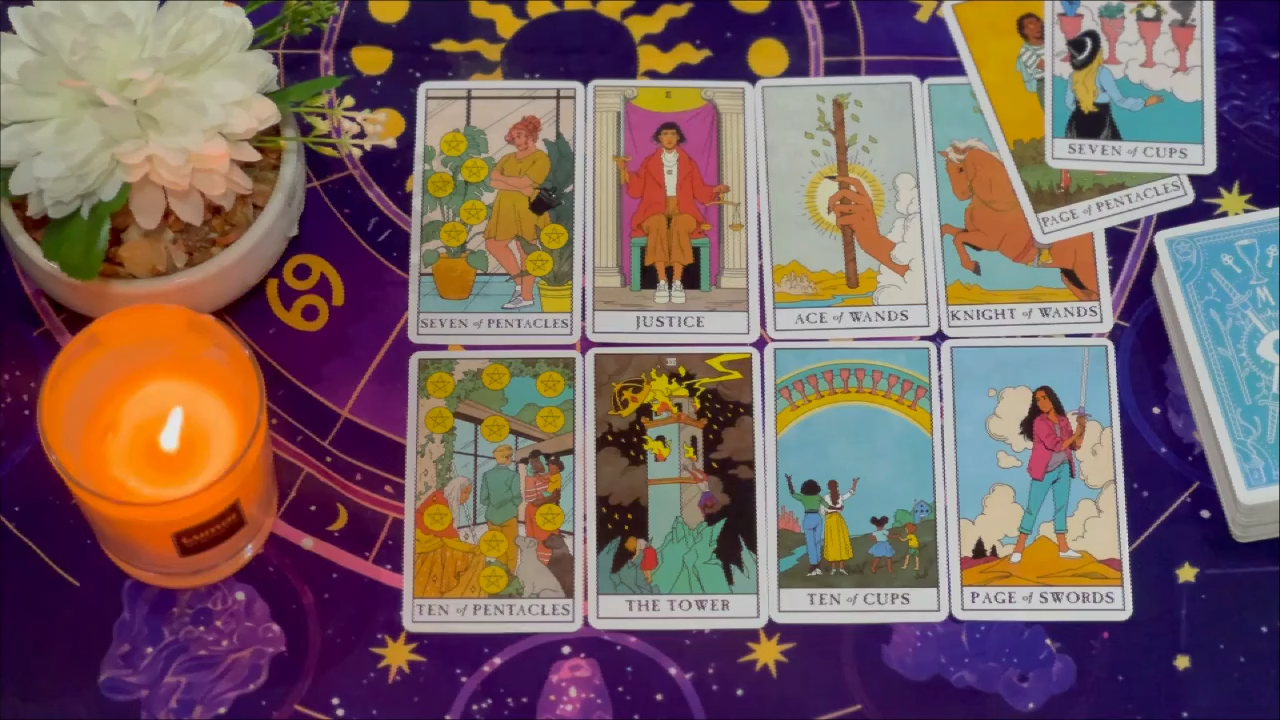 SEVEN of CUPS
PAGE of PENTACLES
SEVEN of PENTACLES
JUSTICE
ACE of WANDS
KNIGHT of WANDS
TEN of PENTACLES
THE TOWER
TEN of CUPS
PAGE of SWORDS